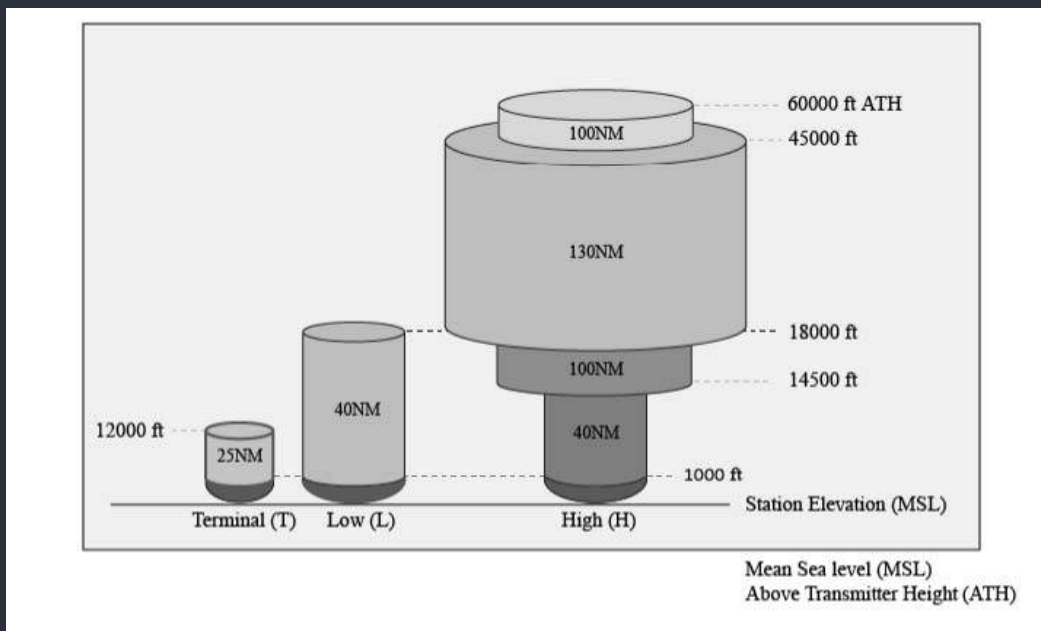 60000 ft ATH
100NM
45000 ft
130NM
18000 ft
100NM
14500 ft
40NM
12000 ft
40NM
25NM
1000 ft
Station Elevation (MSL)
Terminal (T)
Low (L)
High (H)
Mean Sea level (MSL)
Above Transmitter Height (ATH)